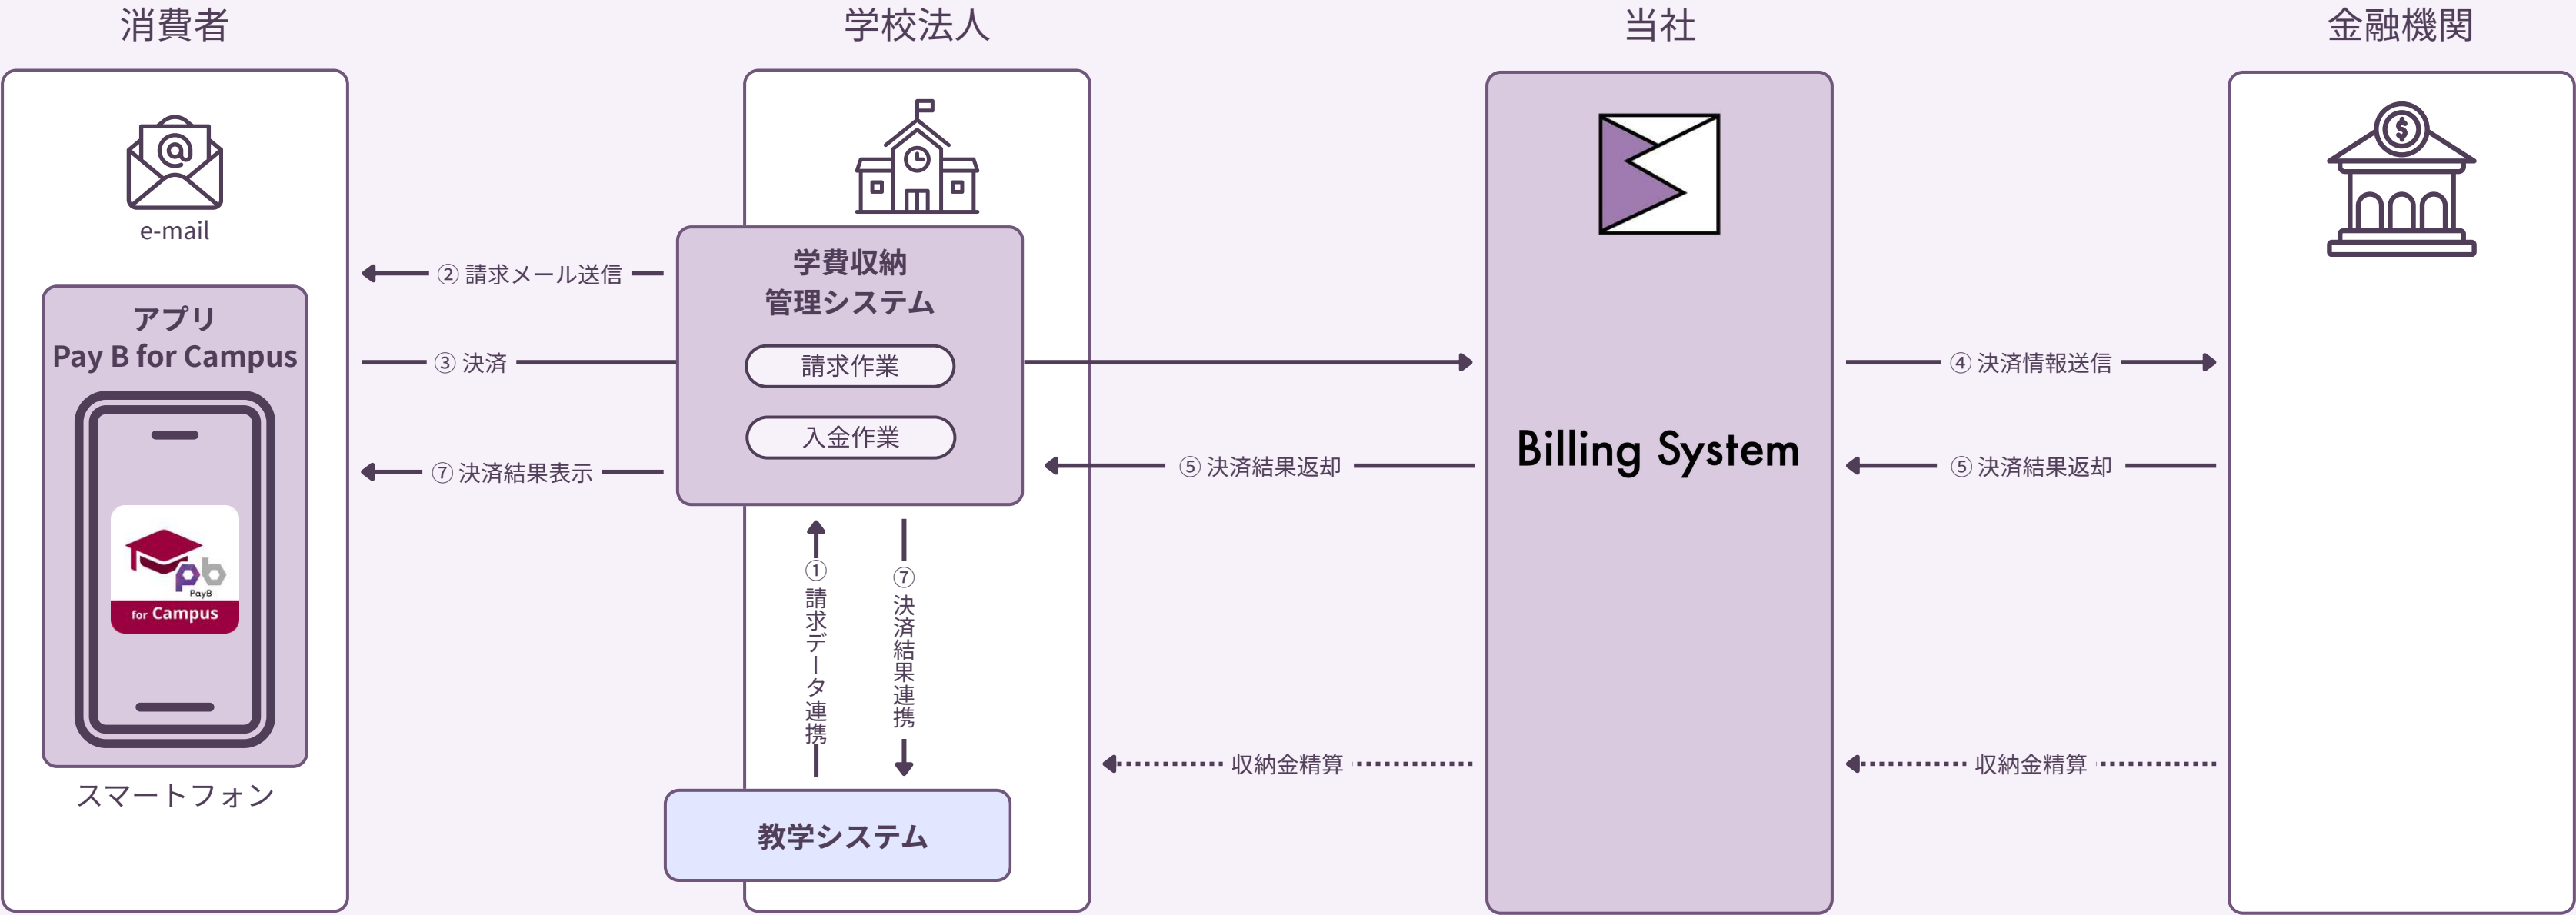 消費者
学校法人
当社
金融機関
@
e-mail
アプリ
Pay B for Campus
pb
PayB
for Campus
スマートフォン
② 請求メール送信
③ 決済
⑦ 決済結果表示
学費収納
管理システム
請求作業
入金作業
① 請求データ連携
⑦ 決済結果連携
教学システム
⑤ 決済結果返却
収納金精算
Billing System
④ 決済情報送信
⑤ 決済結果返却
収納金精算
$